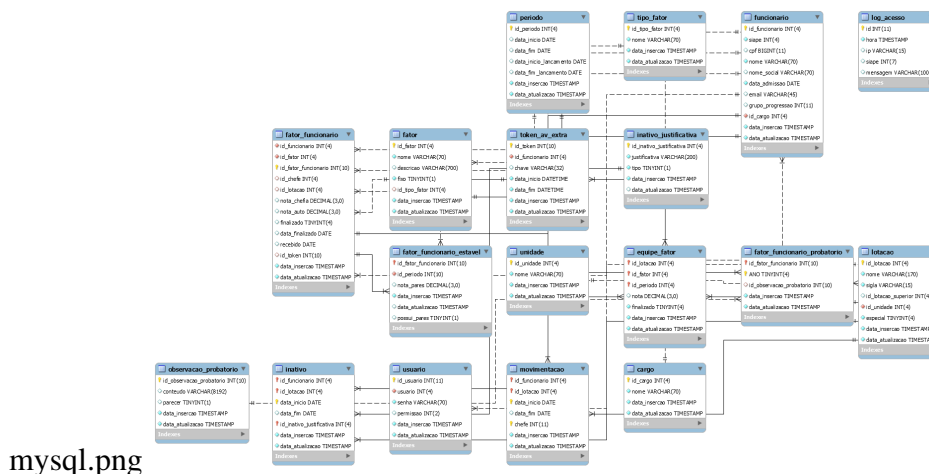 periodo
id_periodo INT(4)
data_inicio DATE
data_fim DATE
data_inicio_lancamento DATE
data_fim_lancamento DATE
data_insercao TIMESTAMP
data_atualizacao TIMESTAMP
Indexes
tipo_fator
id_tipo_fator INT(4)
nome VARCHAR(70)
data_insercao TIMESTAMP
data_atualizacao TIMESTAMP
Indexes
funcionario
id_funcionario INT(4)
siape INT(4)
cpf BIGINT(11)
nome VARCHAR(70)
nome_social VARCHAR(70)
data_admissao DATE
email VARCHAR(45)
grupo_progressao INT(11)
id_cargo INT(4)
data_insercao TIMESTAMP
data_atualizacao TIMESTAMP
Indexes
log_acesso
id INT(11)
hora TIMESTAMP
ip VARCHAR(15)
siape INT(7)
mensagem VARCHAR(100
Indexes
fator_funcionario
id_funcionario INT(4)
id_fator INT(4)
id_fator_funcionario INT(10)
id_chefe INT(4)
id_lotacao INT(4)
nota_chefia DECIMAL(3,0)
nota_auto DECIMAL(3,0)
finalizado TINYINT(4)
data_finalizado DATE
recebido DATE
id_token INT(10)
data_insercao TIMESTAMP
data_atualizacao TIMESTAMP
Indexes
fator
id_fator INT(4)
nome VARCHAR(70)
descricao VARCHAR(700)
fixo TINYINT(1)
id_tipo_fator INT(4)
data_insercao TIMESTAMP
data_atualizacao TIMESTAMP
Indexes
token_av_extra
id_token INT(10)
id_funcionario INT(4)
chave VARCHAR(32)
data_inicio DATETIME
data_fim DATETIME
data_insercao TIMESTAMP
data_atualizacao TIMESTAMP
Indexes
inativo_justificativa
id_inativo_justificativa INT(4)
justificativa VARCHAR(200)
tipo TINYINT(1)
data_insercao TIMESTAMP
data_atualizacao TIMESTAMP
Indexes
fator_funcionario_estavel
id_fator_funcionario INT(10)
id_periodo INT(10)
nota_pares DECIMAL(3,0)
data_insercao TIMESTAMP
data_atualizacao TIMESTAMP
possui_pares TINYINT(1)
Indexes
unidade
id_unidade INT(4)
nome VARCHAR(70)
data_insercao TIMESTAMP
data_atualizacao TIMESTAMP
Indexes
equipe_fator
id_lotacao INT(4)
id_fator INT(4)
id_periodo INT(4)
nota DECIMAL(3,0)
finalizado TINYINT(4)
data_insercao TIMESTAMP
data_atualizacao TIMESTAMP
Indexes
fator_funcionario_probatorio
id_fator_funcionario INT(10)
ANO TINYINT(4)
id_observacao_probatorio INT(10)
data_insercao TIMESTAMP
data_atualizacao TIMESTAMP
Indexes
lotacao
id_lotacao INT(4)
nome VARCHAR(170)
sigla VARCHAR(15)
id_lotacao_superior INT(4
id_unidade INT(4)
especial TINYINT(4)
data_insercao TIMESTAMP
data_atualizacao TIMESTA
Indexes
observacao_probatorio
id_observacao_probatorio INT(10)
conteudo VARCHAR(8192)
parecer TINYINT(1)
data_insercao TIMESTAMP
data_atualizacao TIMESTAMP
Indexes
inativo
id_funcionario INT(4)
id_lotacao INT(4)
data_inicio DATE
data_fim DATE
id_inativo_justificativa INT(4)
data_insercao TIMESTAMP
data_atualizacao TIMESTAMP
Indexes
usuario
id_usuario INT(11)
usuario INT(4)
senha VARCHAR(70)
permissao INT(2)
data_insercao TIMESTAMP
data_atualizacao TIMESTAMP
Indexes
movimentacao
id_funcionario INT(4)
id_lotacao INT(4)
data_inicio DATE
data_fim DATE
chefe INT(11)
data_insercao TIMESTAMP
data_atualizacao TIMESTAMP
Indexes
cargo
id_cargo INT(4)
nome VARCHAR(70)
data_insercao TIMESTAMP
data_atualizacao TIMESTAMP
Indexes
mysql.png